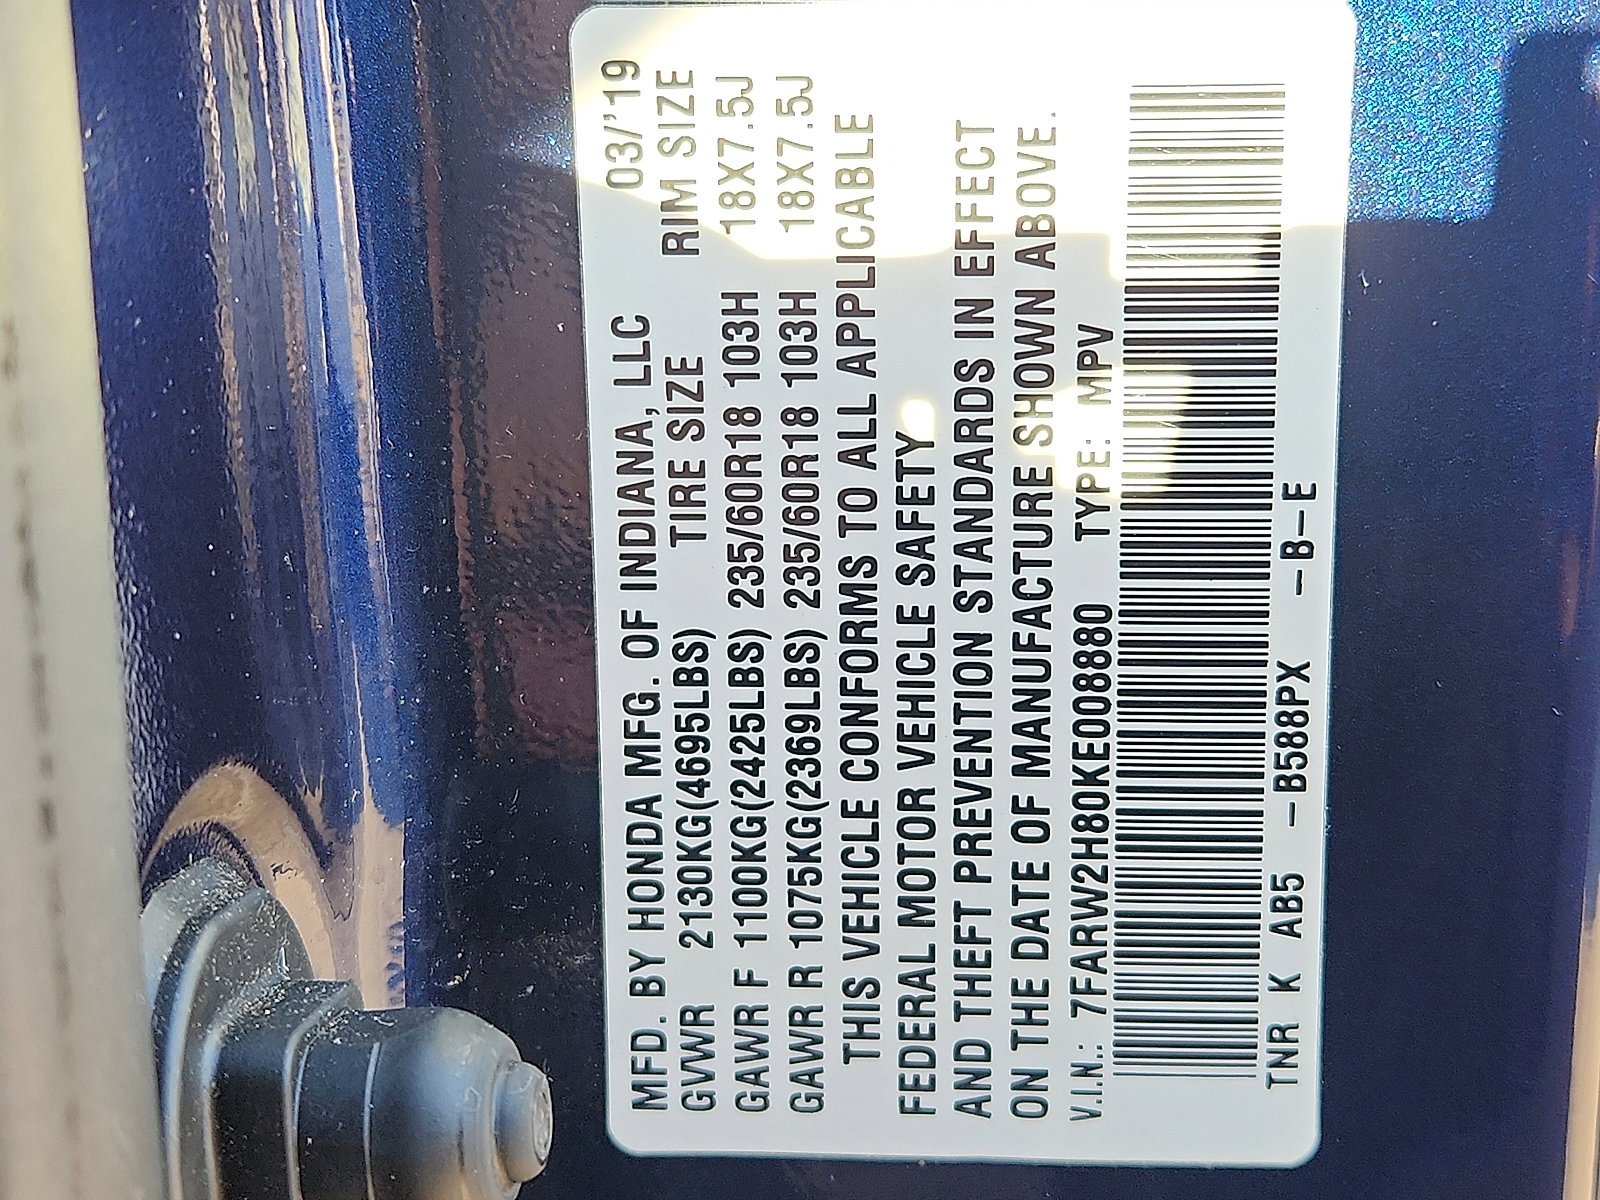 MFD. BY HONDA MFG. OF INDIANA, LLC 03/'19
GVWR 2130KG(4695LBS) TIRE SIZE RIM SIZE
GAWR F 1100KG(2425LBS) 235/60R18 103H 18X7.5J
GAWR R 1075KG(2369LBS) 235/60R18 103H 18X7.5J
THIS VEHICLE CONFORMS TO ALL APPLICABLE
FEDERAL MOTOR VEHICLE SAFETY
AND THEFT PREVENTION STANDARDS IN EFFECT
ON THE DATE OF MANUFACTURE SHOWN ABOVE.
V.I.N.: 7FARW2H80KE008880 TYPE: MPV
TNR K AB5 –B588PX –B–E